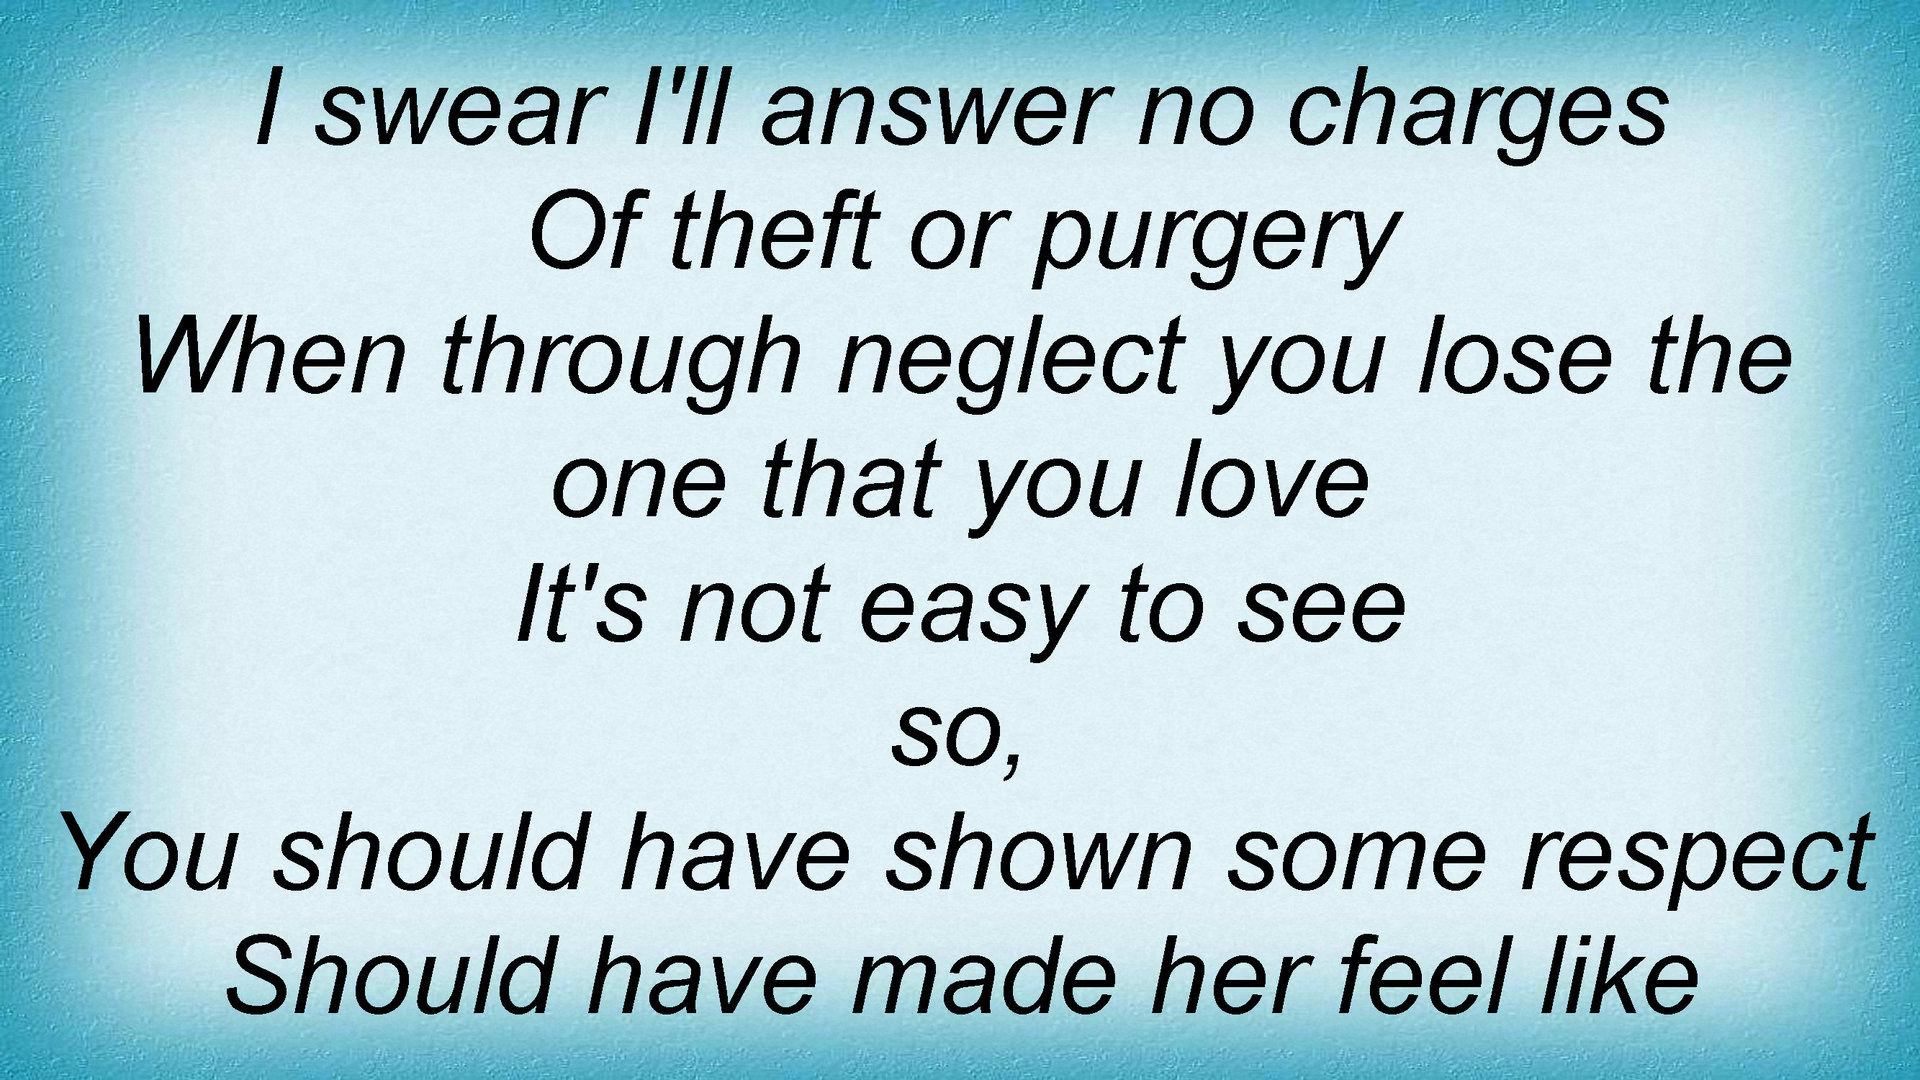 I swear I'll answer no charges
Of theft or purgery
When through neglect you lose the
one that you love
It's not easy to see
so,
You should have shown some respect
Should have made her feel like